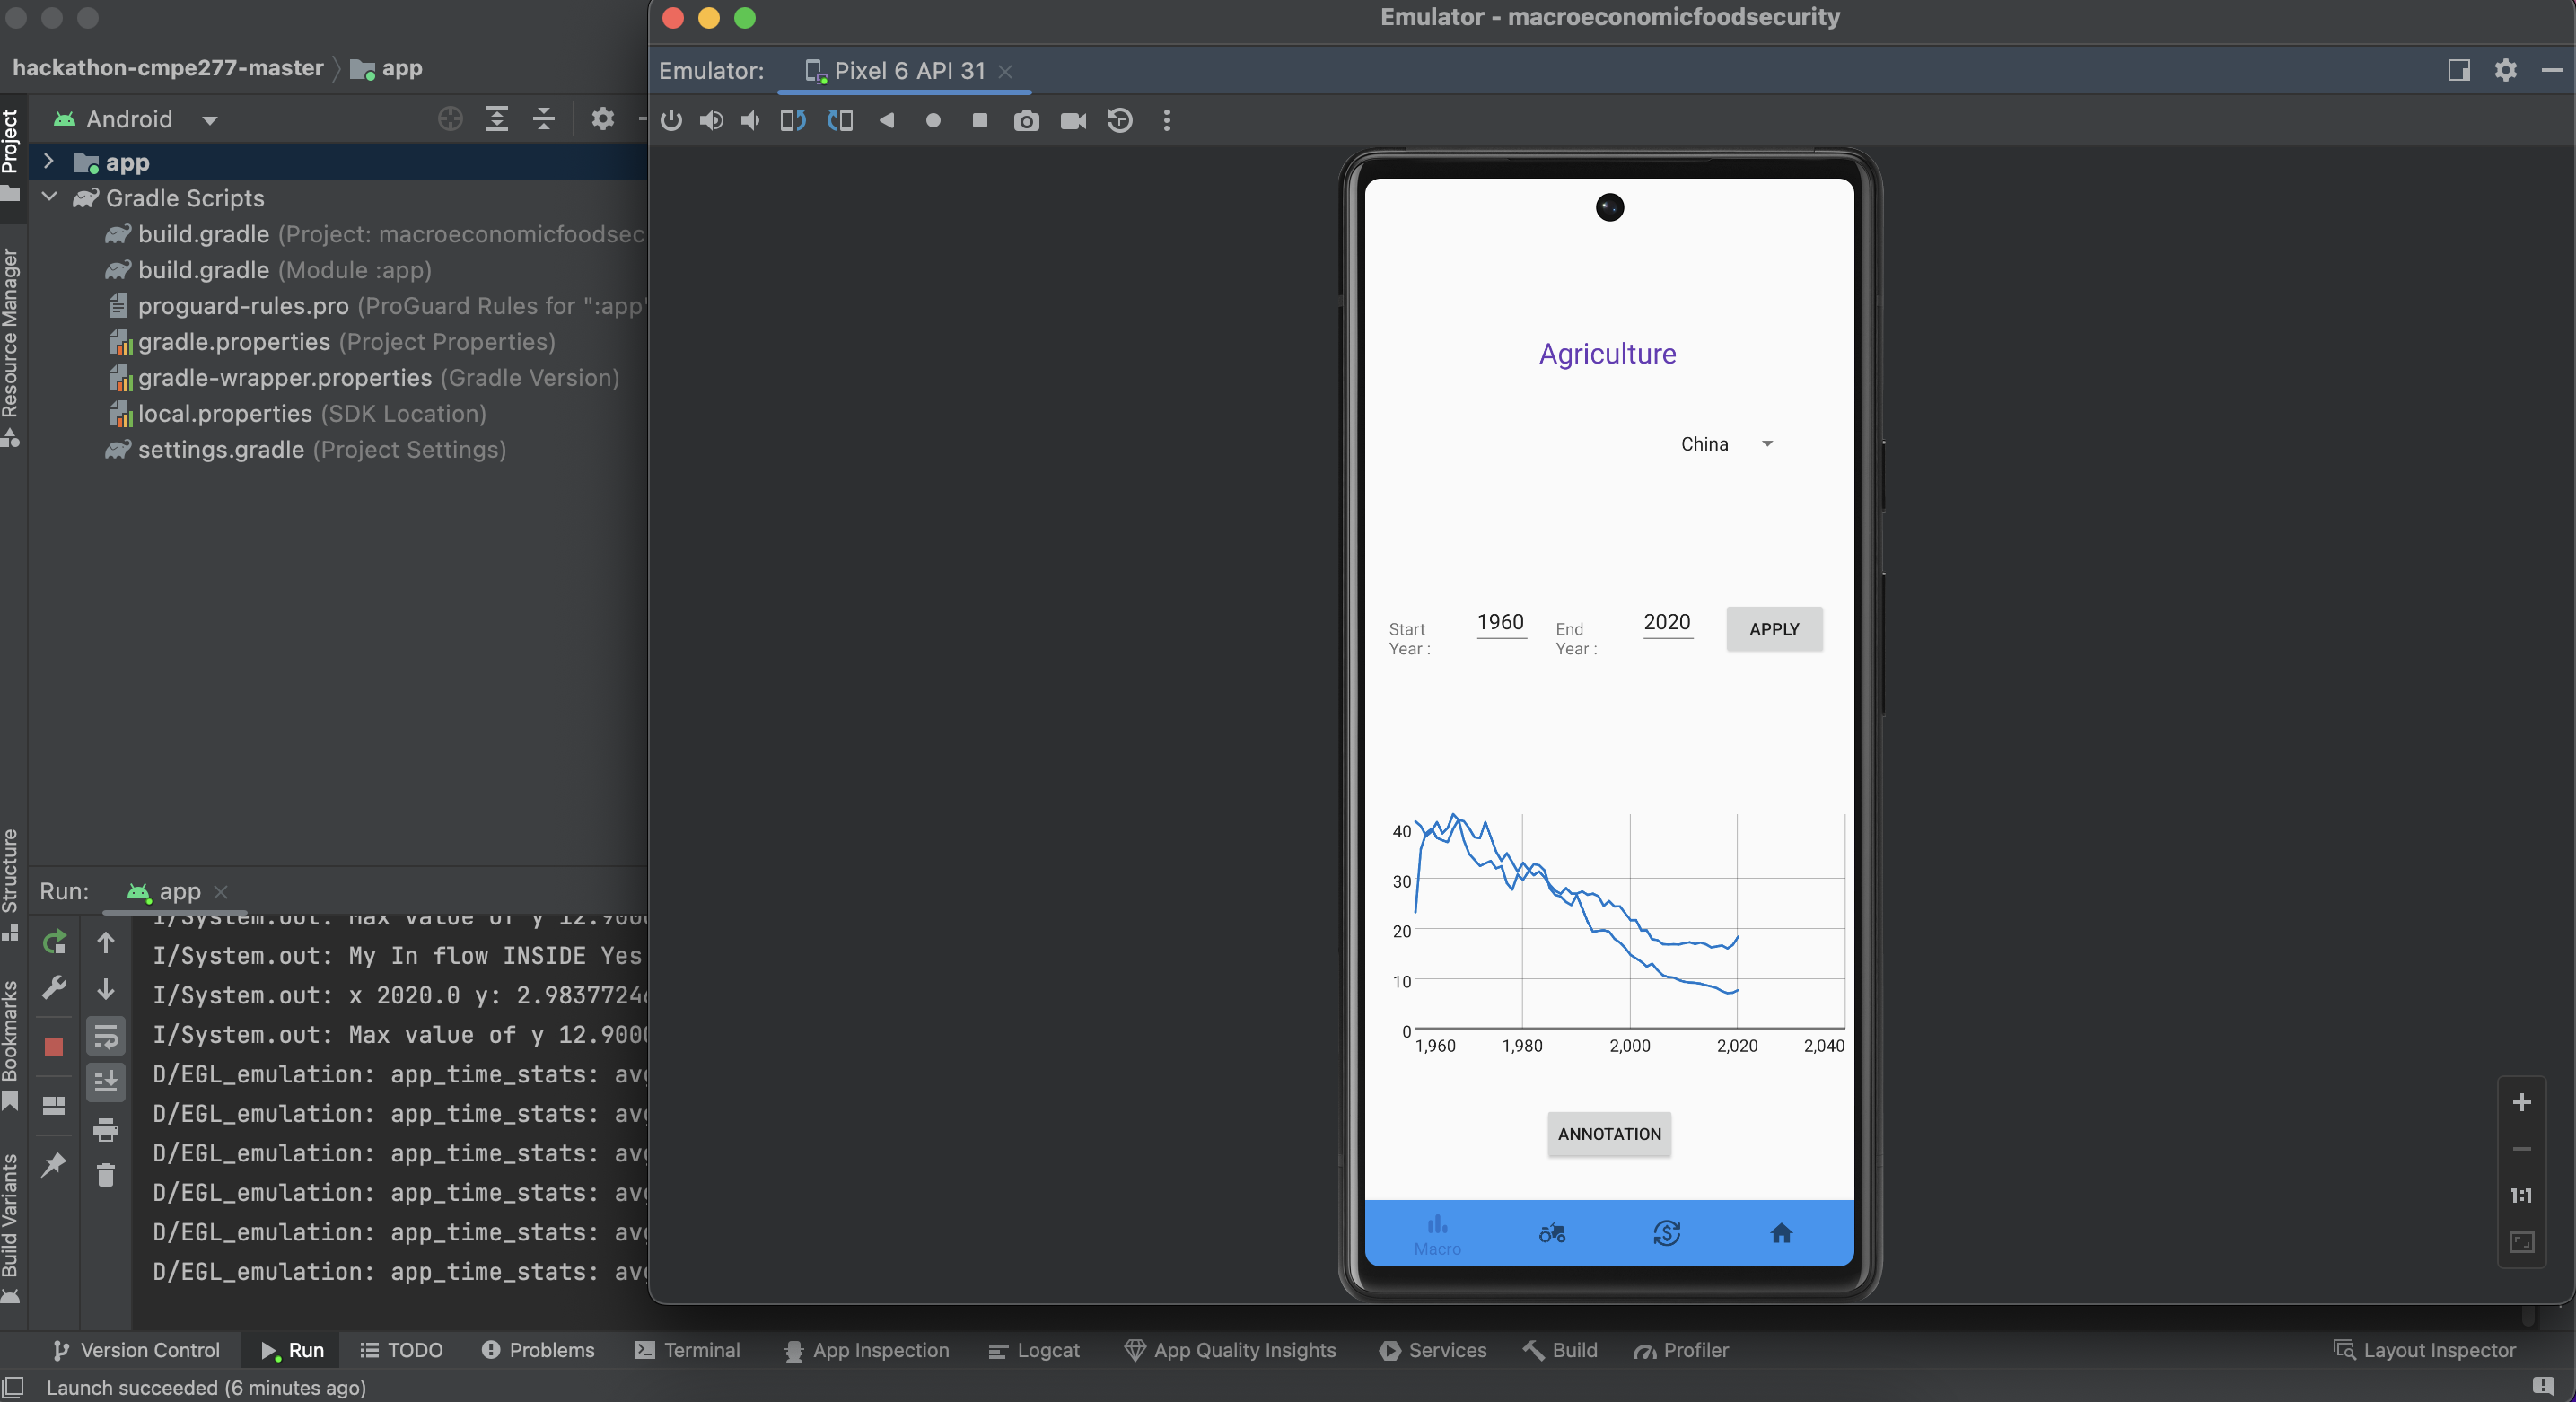 Emulator - macroeconomicfoodsecurity
hackathon-cmpe277-master
app
Emulator:
Pixel 6 API 31
Project
Android
app
Gradle Scripts
build.gradle (Project: macroeconomicfoodsec
build.gradle (Module :app)
proguard-rules.pro (ProGuard Rules for ":app"
gradle.properties (Project Properties)
gradle-wrapper.properties (Gradle Version)
local.properties (SDK Location)
settings.gradle (Project Settings)
Resource Manager
Agriculture
China
Start
Year :
1960
End
Year :
2020
APPLY
40
30
20
10
0
1,960
1,980
2,000
2,020
2,040
ANNOTATION
Macro
1:1
Structure
Bookmarks
Build Variants
Run:
app
I/System.out: Max value of y 12.900
I/System.out: My In flow INSIDE Yes
I/System.out: x 2020.0 y: 2.9837724
I/System.out: Max value of y 12.900
D/EGL_emulation: app_time_stats: av
D/EGL_emulation: app_time_stats: av
D/EGL_emulation: app_time_stats: av
D/EGL_emulation: app_time_stats: av
D/EGL_emulation: app_time_stats: av
D/EGL_emulation: app_time_stats: av
Version Control
Run
TODO
Problems
Terminal
App Inspection
Logcat
App Quality Insights
Services
Build
Profiler
Layout Inspector
Launch succeeded (6 minutes ago)